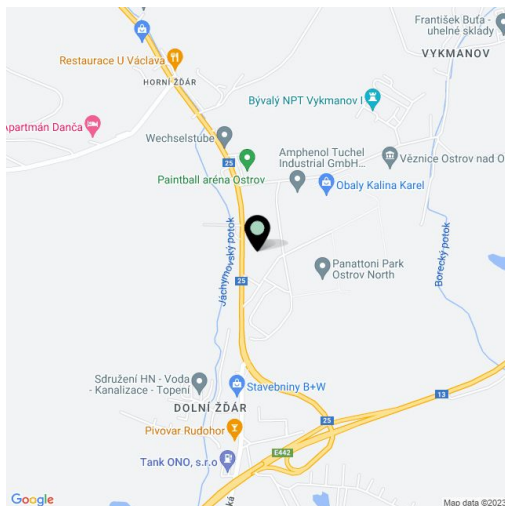 František Buťa -
uhelné sklady
VYKMANOV
Restaurace U Václava
HORNÍ ŽĎÁR
Bývalý NPT Vykmanov I
Apartmán Danča
Wechselstube
25
Amphenol Tuchel
Industrial GmbH...
Věznice Ostrov nad O
Paintball aréna Ostrov
Obaly Kalina Karel
Jáchymovský potok
Borecký potok
Panattoni Park
Ostrov North
25
Sdružení HN - Voda
- Kanalizace - Topení
Stavebniny B+W
13
DOLNÍ ŽĎÁR
25
Pivovar Rudohor
E442
Tank ONO, s.r.o
ská
Google
Map data ©2023